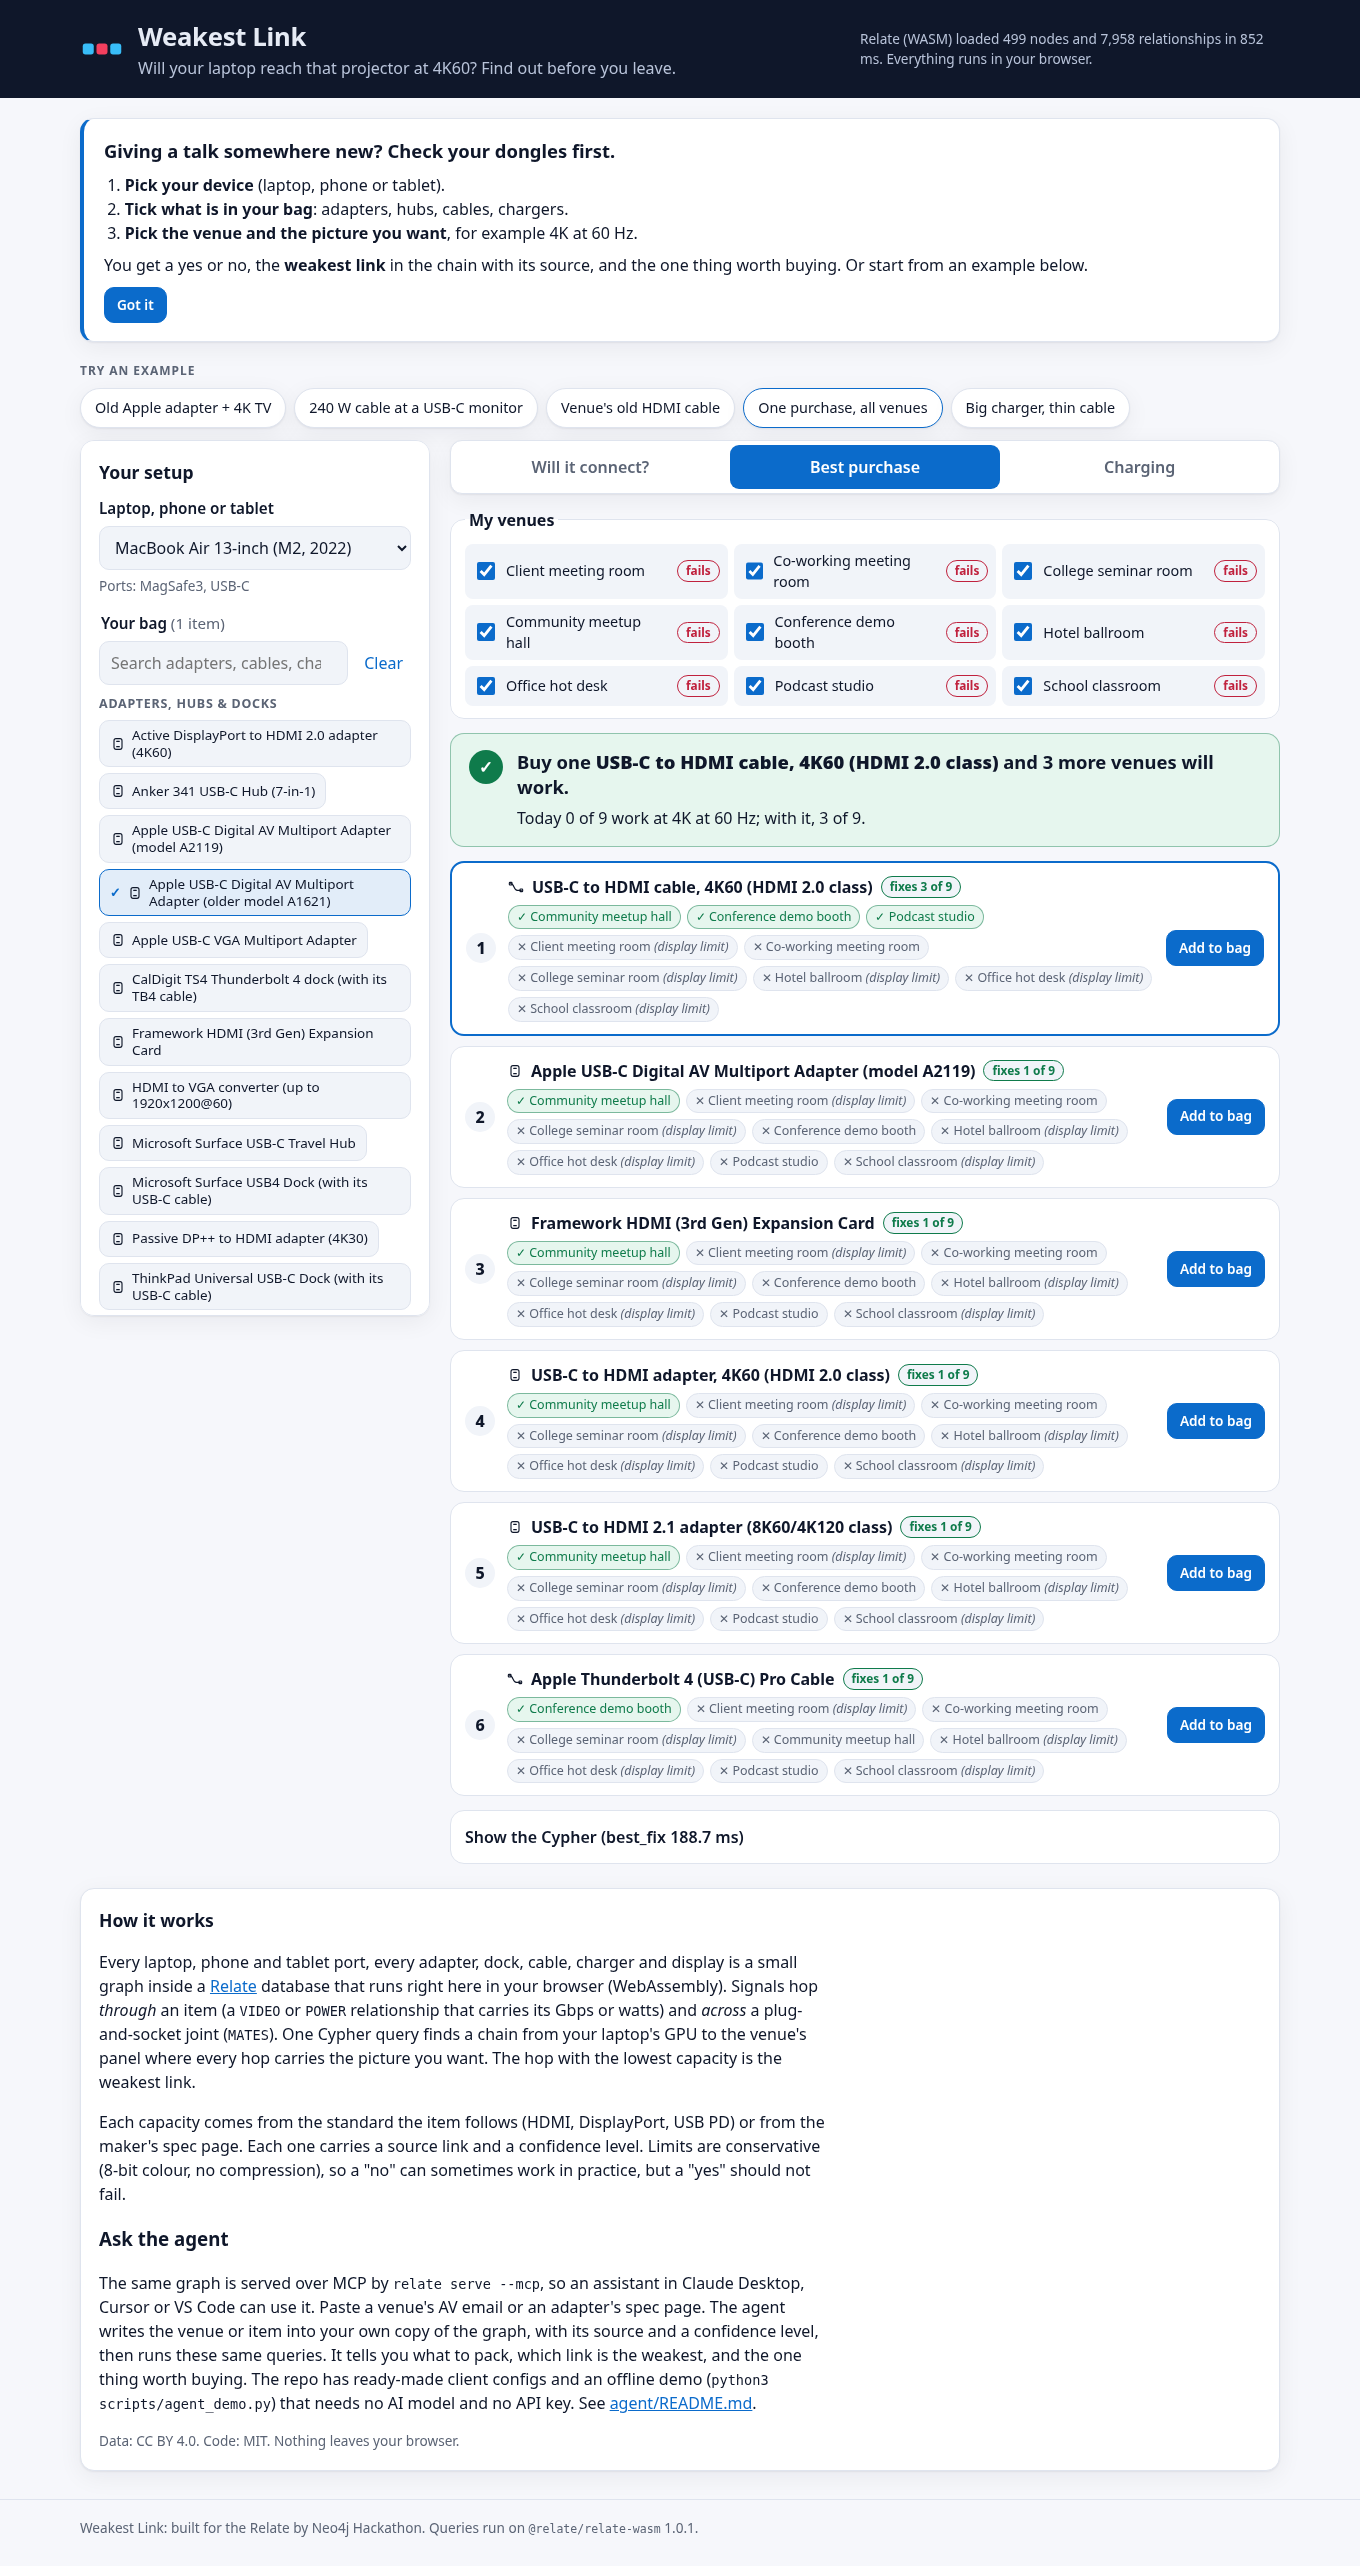 Weakest Link
Will your laptop reach that projector at 4K60? Find out before you leave.
Relate (WASM) loaded 499 nodes and 7,958 relationships in 852
ms. Everything runs in your browser.
Giving a talk somewhere new? Check your dongles first.
1. Pick your device (laptop, phone or tablet).
2. Tick what is in your bag: adapters, hubs, cables, chargers.
3. Pick the venue and the picture you want, for example 4K at 60 Hz.
You get a yes or no, the weakest link in the chain with its source, and the one thing worth buying. Or start from an example below.
Got it
TRY AN EXAMPLE
Old Apple adapter + 4K TV
240 W cable at a USB-C monitor
Venue's old HDMI cable
One purchase, all venues
Big charger, thin cable
Your setup
Laptop, phone or tablet
MacBook Air 13-inch (M2, 2022)
Ports: MagSafe3, USB-C
Your bag (1 item)
Search adapters, cables, cha
Clear
ADAPTERS, HUBS & DOCKS
Active DisplayPort to HDMI 2.0 adapter
(4K60)
Anker 341 USB-C Hub (7-in-1)
Apple USB-C Digital AV Multiport Adapter
(model A2119)
✓ Apple USB-C Digital AV Multiport
Adapter (older model A1621)
Apple USB-C VGA Multiport Adapter
CalDigit TS4 Thunderbolt 4 dock (with its
TB4 cable)
Framework HDMI (3rd Gen) Expansion
Card
HDMI to VGA converter (up to
1920x1200@60)
Microsoft Surface USB-C Travel Hub
Microsoft Surface USB4 Dock (with its
USB-C cable)
Passive DP++ to HDMI adapter (4K30)
ThinkPad Universal USB-C Dock (with its
USB-C cable)
Will it connect?
Best purchase
Charging
My venues
Client meeting room fails
Co-working meeting
room fails
College seminar room fails
Community meetup
hall fails
Conference demo
booth fails
Hotel ballroom fails
Office hot desk fails
Podcast studio fails
School classroom fails
✓ Buy one USB-C to HDMI cable, 4K60 (HDMI 2.0 class) and 3 more venues will
work.
Today 0 of 9 work at 4K at 60 Hz; with it, 3 of 9.
1
USB-C to HDMI cable, 4K60 (HDMI 2.0 class) fixes 3 of 9
✓ Community meetup hall ✓ Conference demo booth ✓ Podcast studio
✕ Client meeting room (display limit) ✕ Co-working meeting room
✕ College seminar room (display limit) ✕ Hotel ballroom (display limit) ✕ Office hot desk (display limit)
✕ School classroom (display limit)
Add to bag
2
Apple USB-C Digital AV Multiport Adapter (model A2119) fixes 1 of 9
✓ Community meetup hall ✕ Client meeting room (display limit) ✕ Co-working meeting room
✕ College seminar room (display limit) ✕ Conference demo booth ✕ Hotel ballroom (display limit)
✕ Office hot desk (display limit) ✕ Podcast studio ✕ School classroom (display limit)
Add to bag
3
Framework HDMI (3rd Gen) Expansion Card fixes 1 of 9
✓ Community meetup hall ✕ Client meeting room (display limit) ✕ Co-working meeting room
✕ College seminar room (display limit) ✕ Conference demo booth ✕ Hotel ballroom (display limit)
✕ Office hot desk (display limit) ✕ Podcast studio ✕ School classroom (display limit)
Add to bag
4
USB-C to HDMI adapter, 4K60 (HDMI 2.0 class) fixes 1 of 9
✓ Community meetup hall ✕ Client meeting room (display limit) ✕ Co-working meeting room
✕ College seminar room (display limit) ✕ Conference demo booth ✕ Hotel ballroom (display limit)
✕ Office hot desk (display limit) ✕ Podcast studio ✕ School classroom (display limit)
Add to bag
5
USB-C to HDMI 2.1 adapter (8K60/4K120 class) fixes 1 of 9
✓ Community meetup hall ✕ Client meeting room (display limit) ✕ Co-working meeting room
✕ College seminar room (display limit) ✕ Conference demo booth ✕ Hotel ballroom (display limit)
✕ Office hot desk (display limit) ✕ Podcast studio ✕ School classroom (display limit)
Add to bag
6
Apple Thunderbolt 4 (USB-C) Pro Cable fixes 1 of 9
✓ Conference demo booth ✕ Client meeting room (display limit) ✕ Co-working meeting room
✕ College seminar room (display limit) ✕ Community meetup hall ✕ Hotel ballroom (display limit)
✕ Office hot desk (display limit) ✕ Podcast studio ✕ School classroom (display limit)
Add to bag
Show the Cypher (best_fix 188.7 ms)
How it works
Every laptop, phone and tablet port, every adapter, dock, cable, charger and display is a small
graph inside a Relate database that runs right here in your browser (WebAssembly). Signals hop
through an item (a VIDEO or POWER relationship that carries its Gbps or watts) and across a plug-
and-socket joint (MATES). One Cypher query finds a chain from your laptop's GPU to the venue's
panel where every hop carries the picture you want. The hop with the lowest capacity is the
weakest link.
Each capacity comes from the standard the item follows (HDMI, DisplayPort, USB PD) or from the
maker's spec page. Each one carries a source link and a confidence level. Limits are conservative
(8-bit colour, no compression), so a "no" can sometimes work in practice, but a "yes" should not
fail.
Ask the agent
The same graph is served over MCP by relate serve --mcp, so an assistant in Claude Desktop,
Cursor or VS Code can use it. Paste a venue's AV email or an adapter's spec page. The agent
writes the venue or item into your own copy of the graph, with its source and a confidence level,
then runs these same queries. It tells you what to pack, which link is the weakest, and the one
thing worth buying. The repo has ready-made client configs and an offline demo (python3
scripts/agent_demo.py) that needs no AI model and no API key. See agent/README.md.
Data: CC BY 4.0. Code: MIT. Nothing leaves your browser.
Weakest Link: built for the Relate by Neo4j Hackathon. Queries run on @relate/relate-wasm 1.0.1.